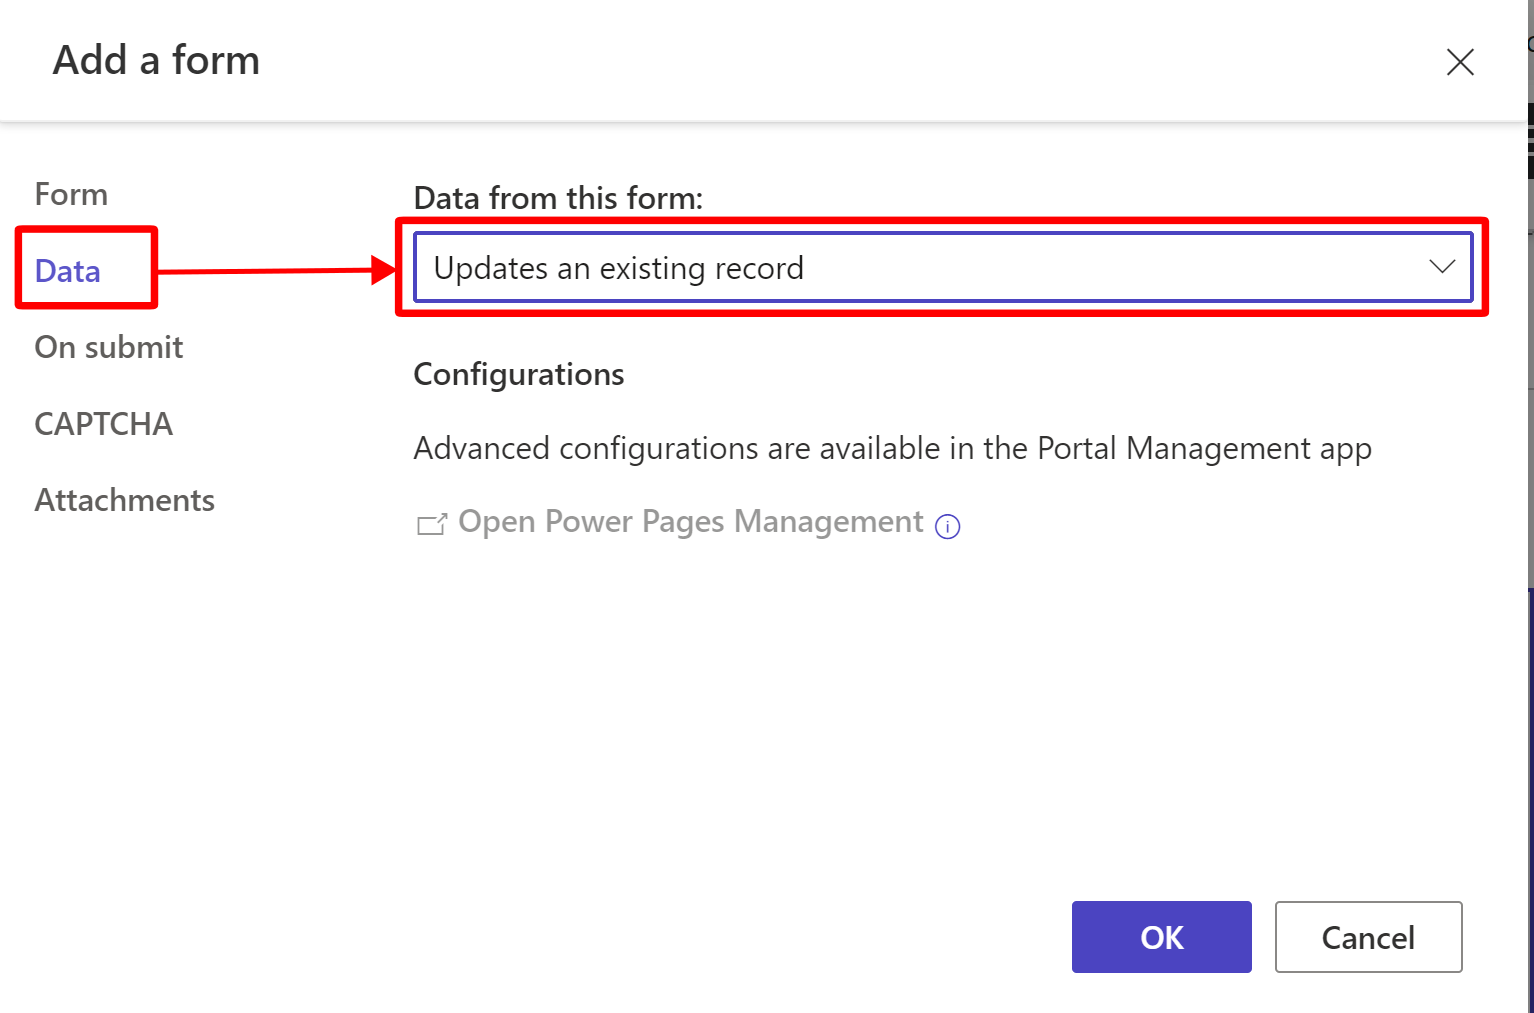 Add a form
Form
Data
On submit
CAPTCHA
Attachments
Data from this form:
Updates an existing record
Configurations
Advanced configurations are available in the Portal Management app
Open Power Pages Management
OK
Cancel